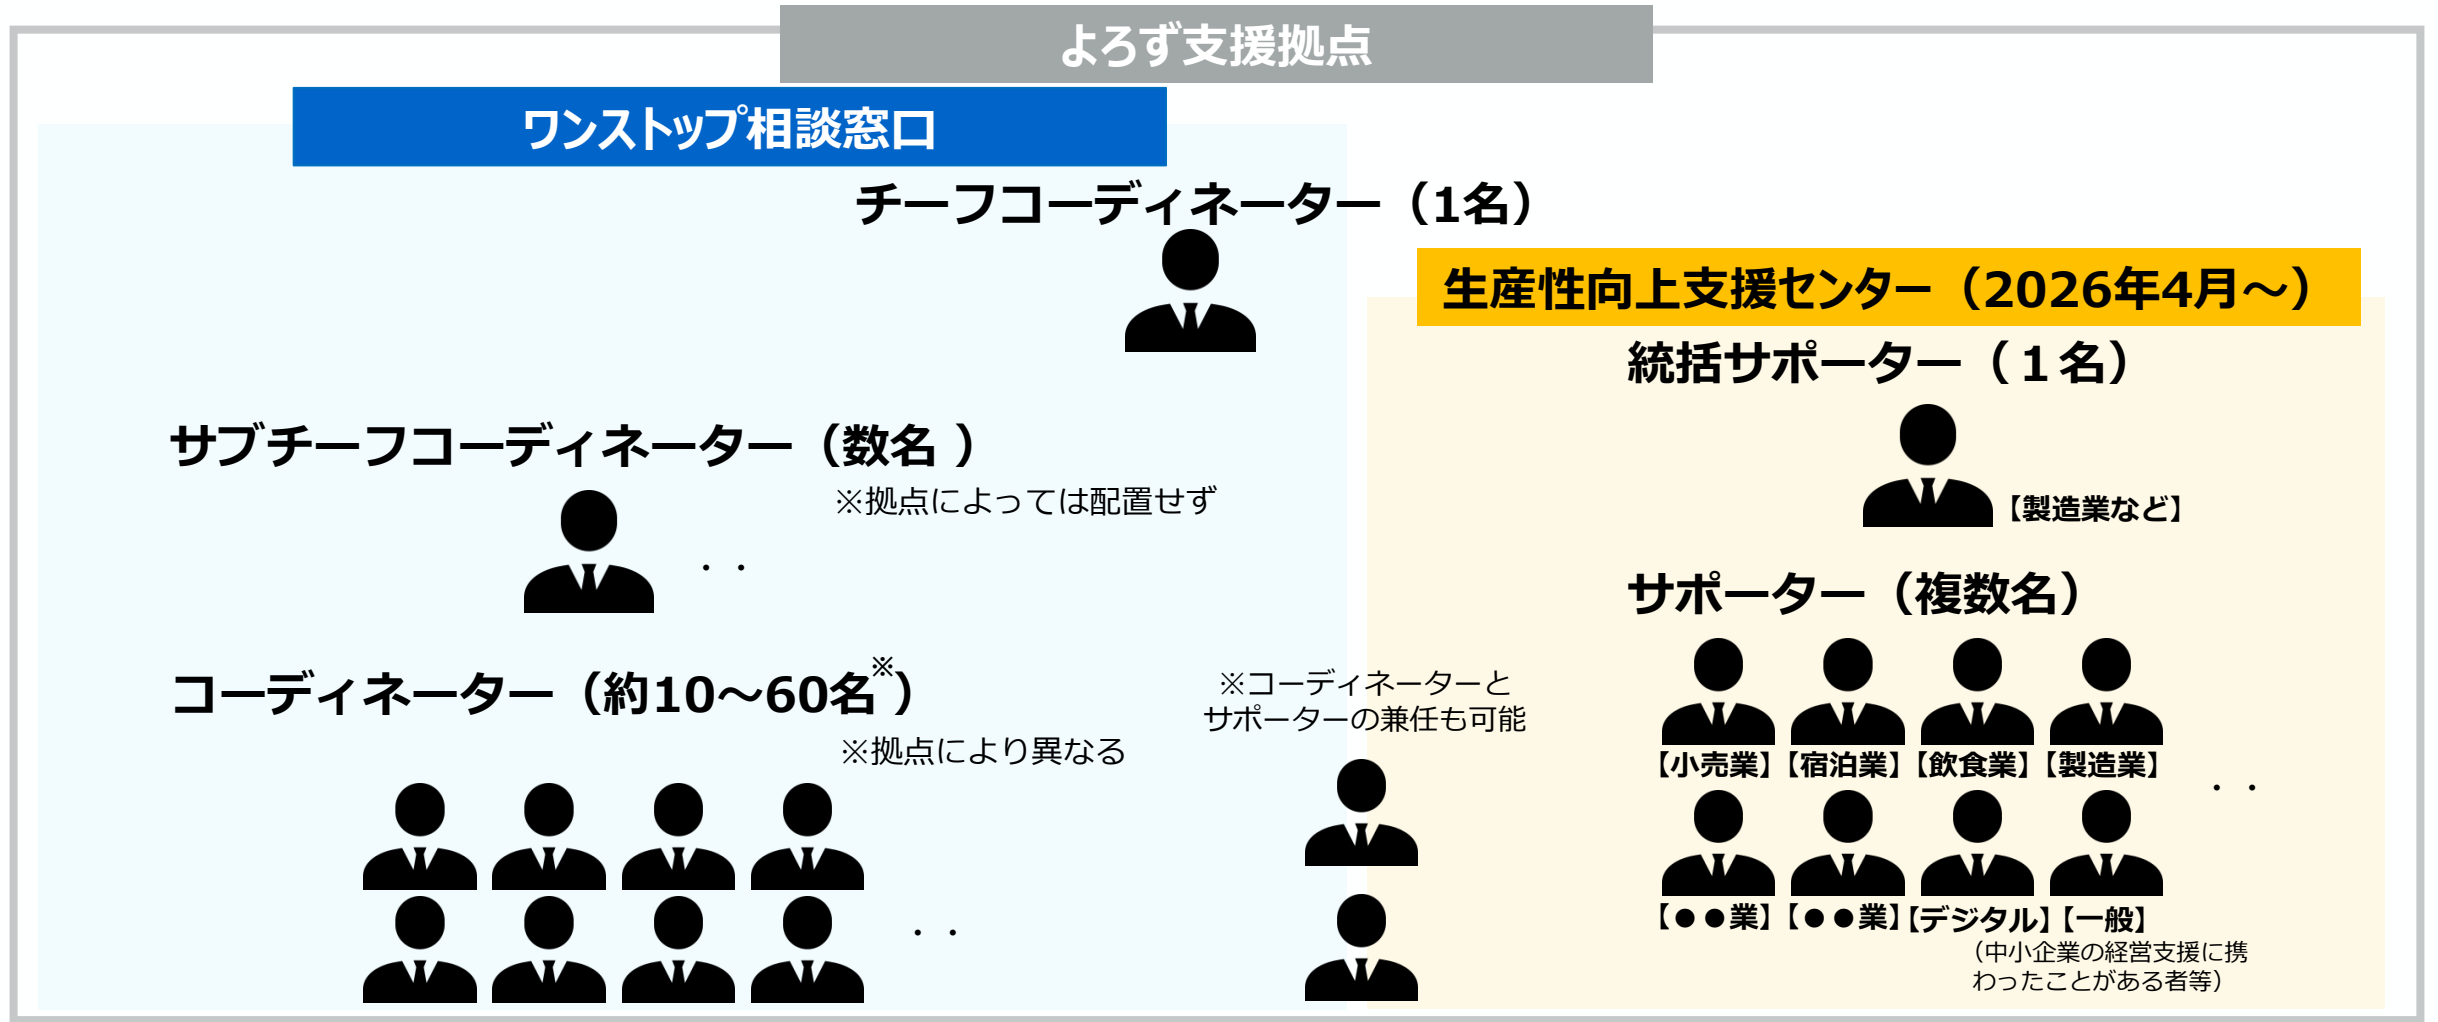 よろず支援拠点
ワンストップ相談窓口
チーフコーディネーター（1名）
サブチーフコーディネーター（数名 ）
※拠点によっては配置せず
・・
コーディネーター（約10～60名※）
※拠点により異なる
・・
※コーディネーターと
サポーターの兼任も可能
生産性向上支援センター（2026年4月～）
統括サポーター（１名）
【製造業など】
サポーター（複数名）
【小売業】【宿泊業】【飲食業】【製造業】
・・
【●●業】【●●業】【デジタル】【一般】
（中小企業の経営支援に携
わったことがある者等）